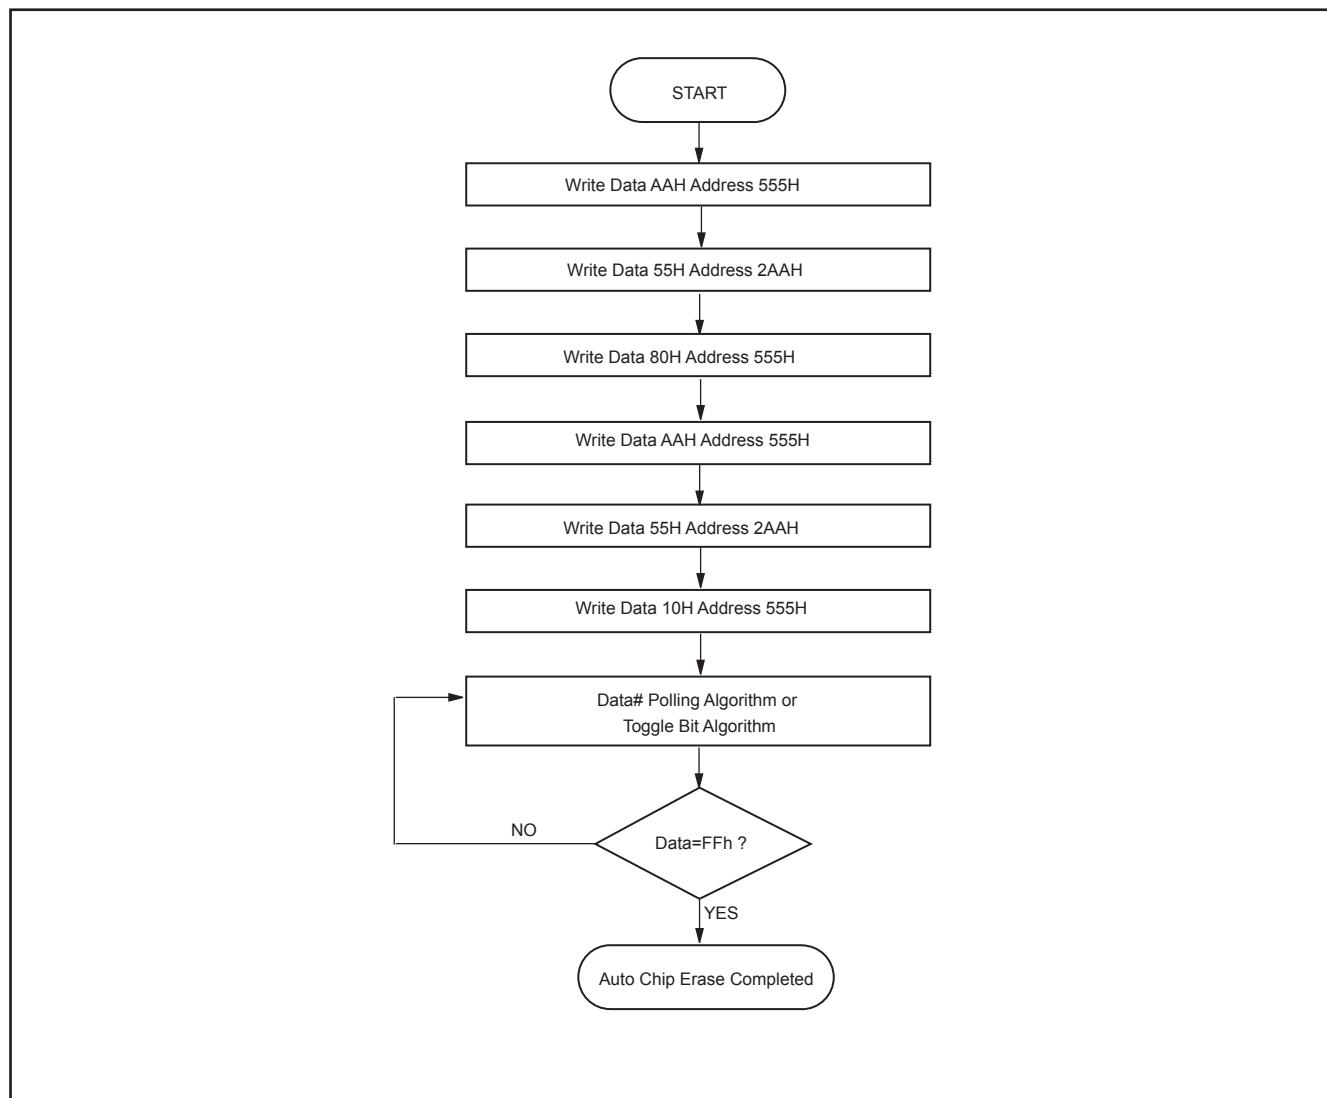 START
Write Data AAH Address 555H
Write Data 55H Address 2AAH
Write Data 80H Address 555H
Write Data AAH Address 555H
Write Data 55H Address 2AAH
Write Data 10H Address 555H
Data# Polling Algorithm or
Toggle Bit Algorithm
NO
Data=FFh ?
YES
Auto Chip Erase Completed